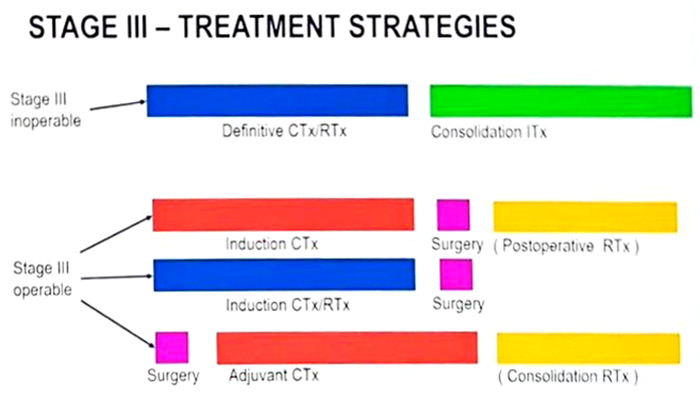 STAGE III – TREATMENT STRATEGIES
Stage III
inoperable
Definitive CTx/RTx
Consolidation ITx
Induction CTx
Surgery
( Postoperative RTx )
Stage III
operable
Induction CTx/RTx
Surgery
Surgery
Adjuvant CTx
( Consolidation RTx )